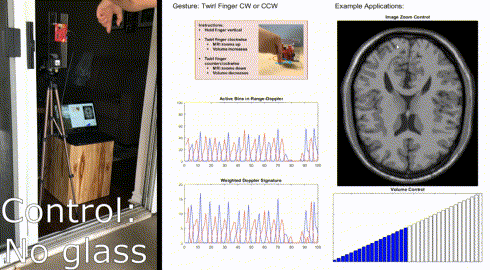 Control:
No glass
Gesture: Twirl Finger CW or CCW
Instructions:
• Hold Finger vertical
• Twirl finger clockwise
• MRI zooms up
• Volume increases
• Twirl finger
counterclockwise
• MRI zooms down
• Volume decreases
Active Bins in Range-Doppler
Weighted Doppler Signature
Example Applications:
Image Zoom Control
Volume Control